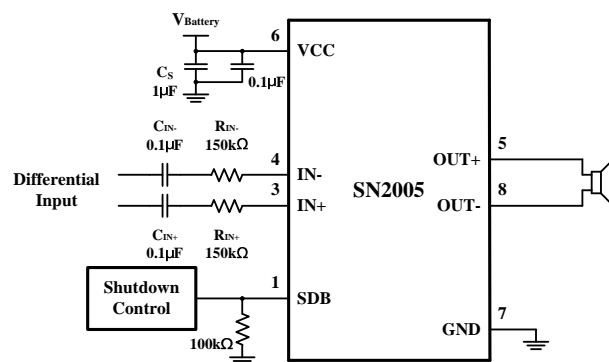 VBattery
6
VCC
CS
1μF
0.1μF
CIN-
0.1μF
RIN-
150kΩ
4
IN-
Differential
Input
3
IN+
CIN+
0.1μF
RIN+
150kΩ
SN2005
5
OUT+
8
OUT-
Shutdown
Control
1
SDB
100kΩ
7
GND